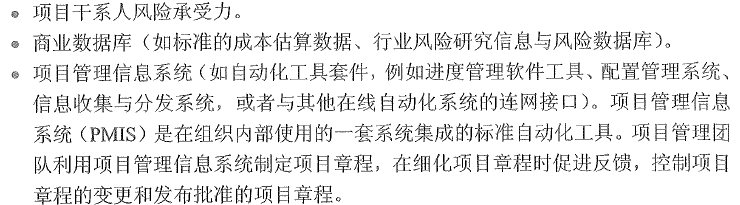 ● 项目干系人风险承受力。
● 商业数据库（如标准的成本估算数据、行业风险研究信息与风险数据库）。
● 项目管理信息系统（如自动化工具套件，例如进度管理软件工具、配置管理系统、
信息收集与分发系统，或者与其他在线自动化系统的连网接口）。项目管理信息
系统（PMIS）是在组织内部使用的一套系统集成的标准自动化工具。项目管理团
队利用项目管理信息系统制定项目章程，在细化项目章程时促进反馈，控制项目
章程的变更和发布批准的项目章程。